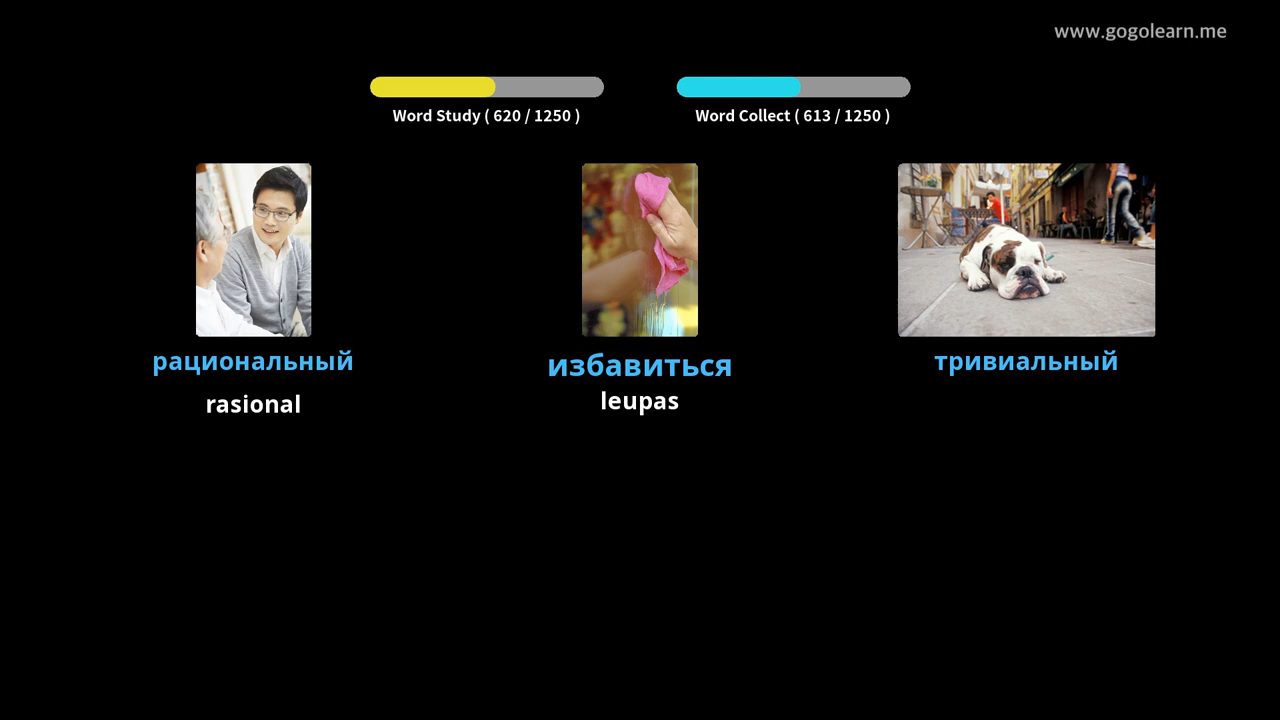 www.gogolearn.me
Word Study ( 620 / 1250 )
Word Collect ( 613 / 1250 )
рациональный
rasional
избавиться
leupas
тривиальный